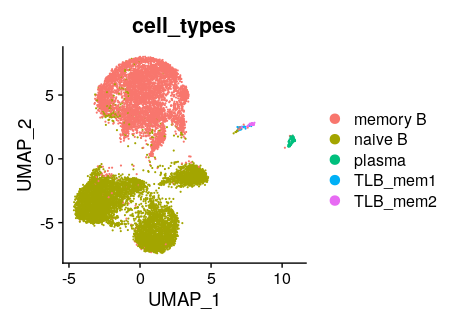 cell_types
UMAP_2
5
0
-5
-5
0
5
10
UMAP_1
memory B
naive B
plasma
TLB_mem1
TLB_mem2